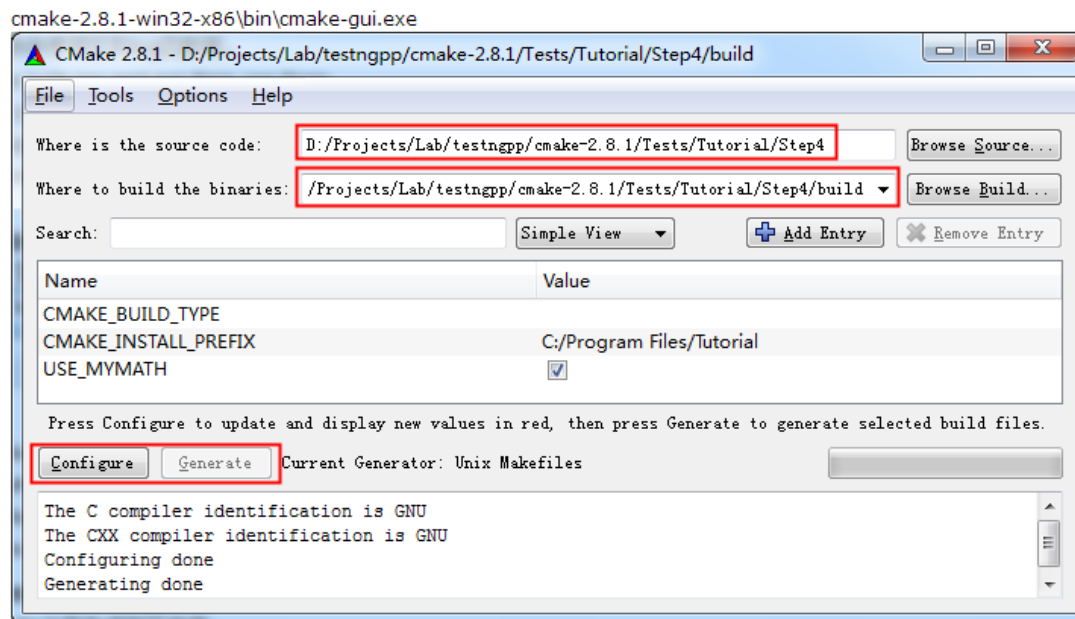 cmake-2.8.1-win32-x86\bin\cmake-gui.exe
CMake 2.8.1 - D:/Projects/Lab/testngpp/cmake-2.8.1/Tests/Tutorial/Step4/build
File Tools Options Help
Where is the source code: D:/Projects/Lab/testngpp/cmake-2.8.1/Tests/Tutorial/Step4 Browse Source...
Where to build the binaries: /Projects/Lab/testngpp/cmake-2.8.1/Tests/Tutorial/Step4/build Browse Build...
Search: Simple View Add Entry Remove Entry
Name Value
CMAKE_BUILD_TYPE
CMAKE_INSTALL_PREFIX C:/Program Files/Tutorial
USE_MYMATH
Press Configure to update and display new values in red, then press Generate to generate selected build files.
Configure Generate Current Generator: Unix Makefiles
The C compiler identification is GNU
The CXX compiler identification is GNU
Configuring done
Generating done